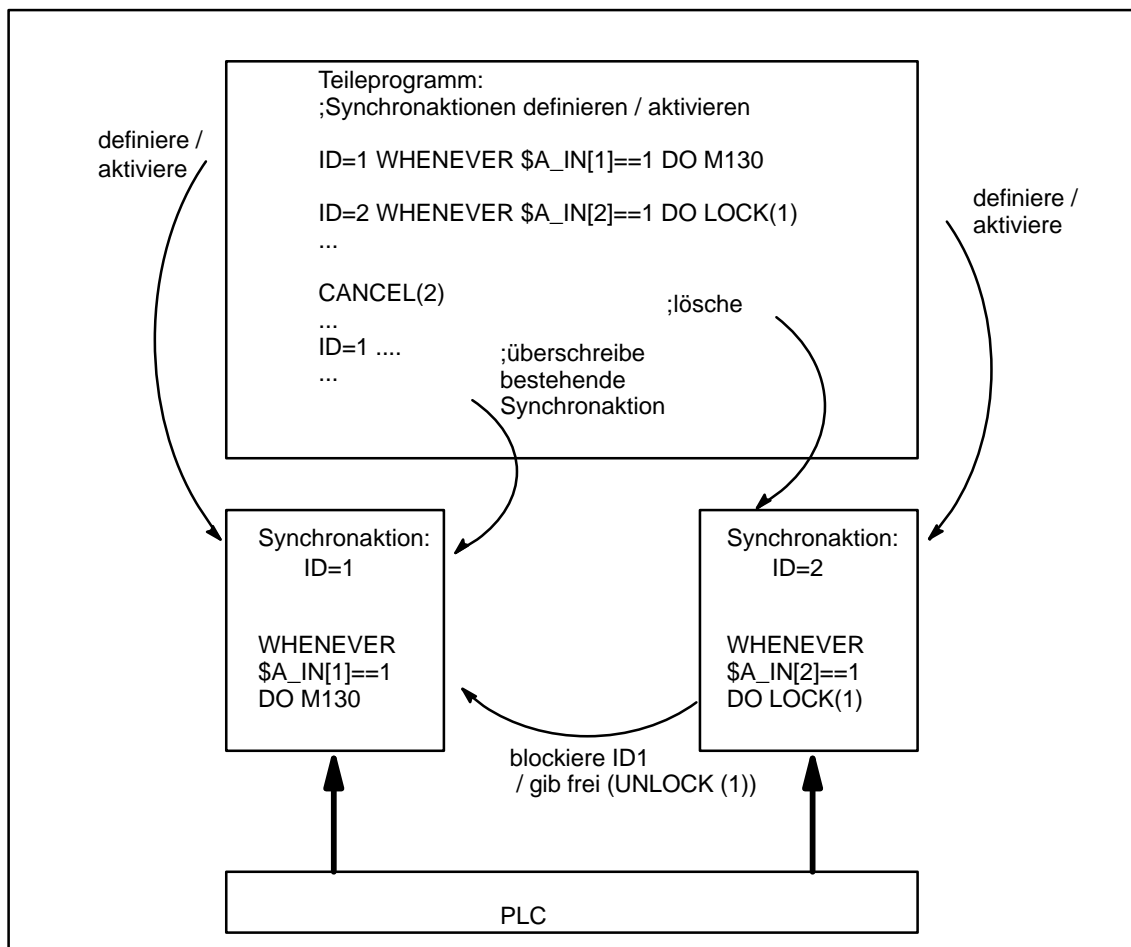 Teileprogramm:
;Synchronaktionen definieren / aktivieren
definiere /
aktiviere
ID=1 WHENEVER $A_IN[1]==1 DO M130
ID=2 WHENEVER $A_IN[2]==1 DO LOCK(1)
...
definiere /
aktiviere
CANCEL(2)
;lösche
...
ID=1 ....
...
;überschreibe
bestehende
Synchronaktion
Synchronaktion:
ID=1
WHENEVER
$A_IN[1]==1
DO M130
Synchronaktion:
ID=2
WHENEVER
$A_IN[2]==1
DO LOCK(1)
blockiere ID1
/ gib frei (UNLOCK (1))
PLC